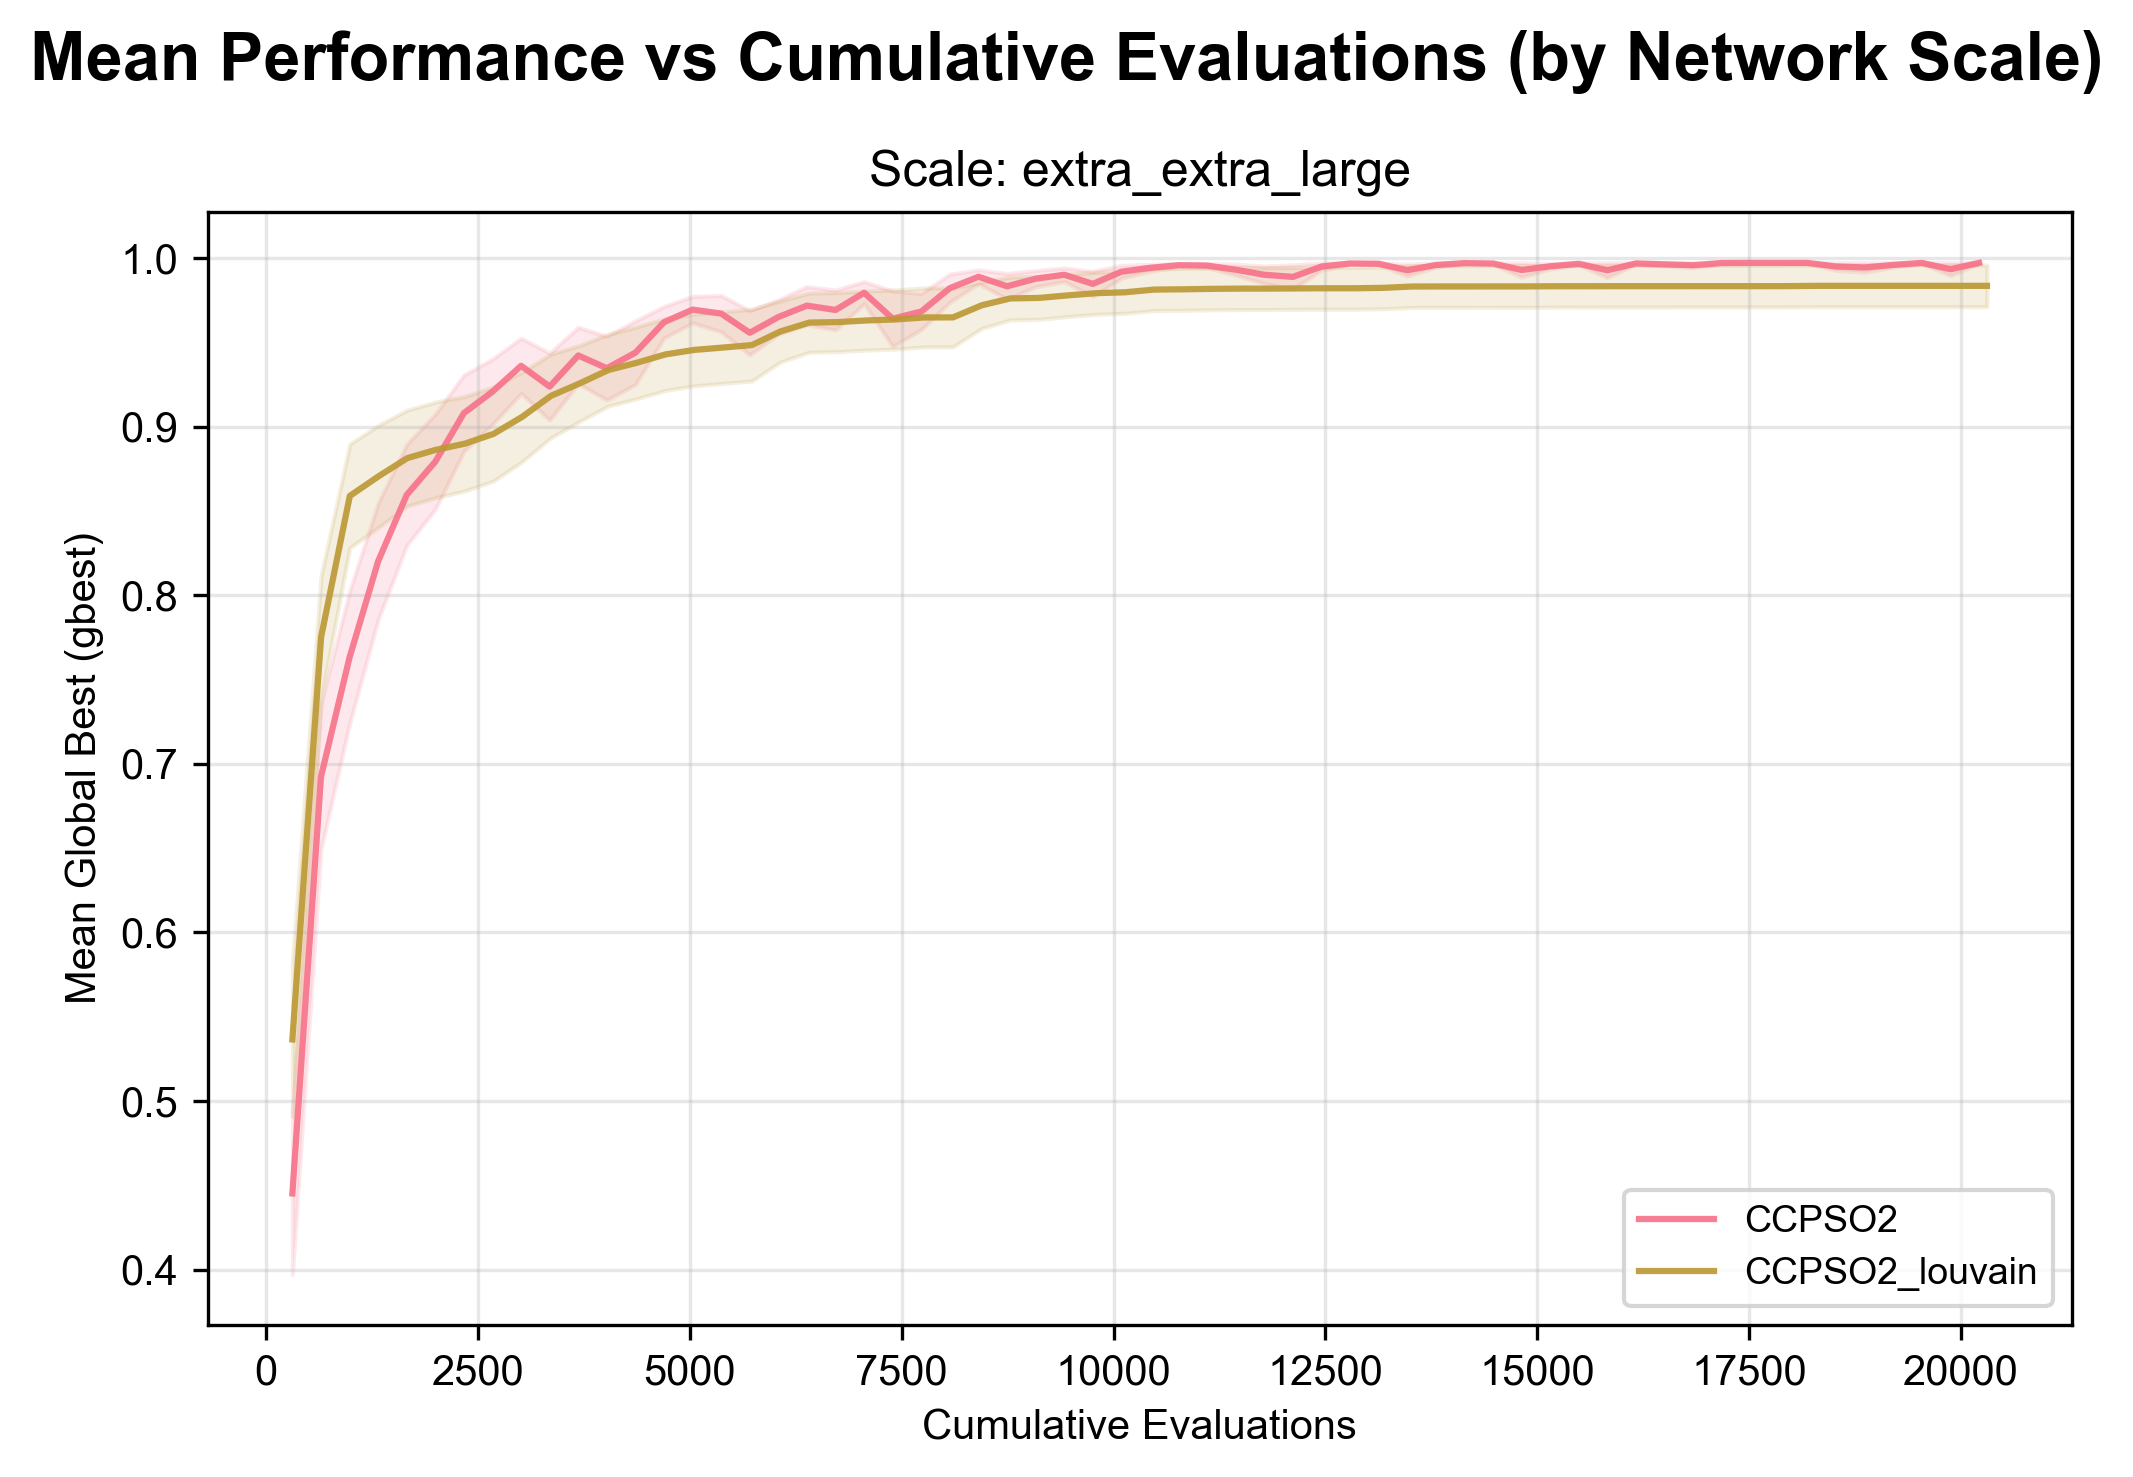 Mean Performance vs Cumulative Evaluations (by Network Scale)
Scale: extra_extra_large
Mean Global Best (gbest)
1.0
0.9
0.8
0.7
0.6
0.5
0.4
0 2500 5000 7500 10000 12500 15000 17500 20000
Cumulative Evaluations
CCPSO2
CCPSO2_louvain